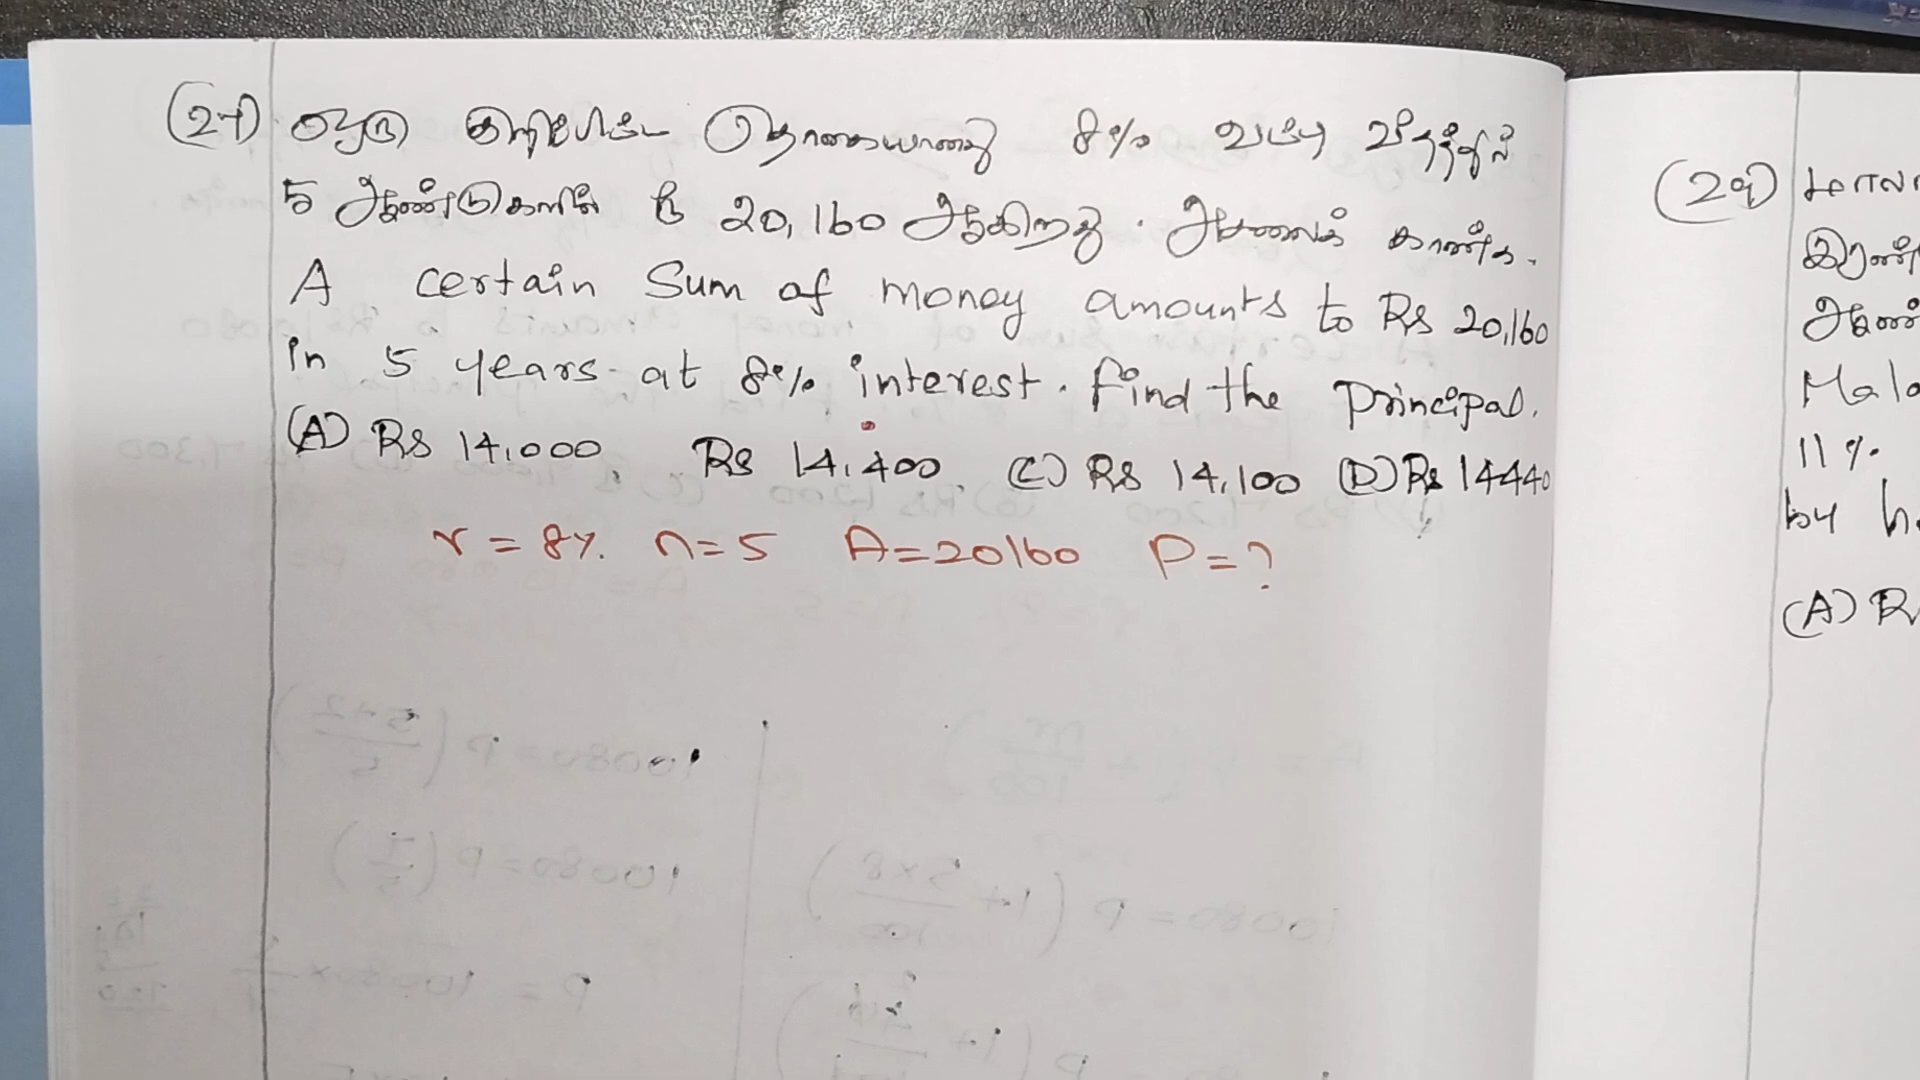 (27) ஒரு குறிப்பிட்ட தொகையானது 8% வட்டி வீதத்தில்
5 ஆண்டுகளில் ரூ 20,160 ஆகிறது. அசலைக் காண்க.
A certain Sum of money amounts to Rs 20,160
in 5 years at 8% interest. Find the principal.
(A) Rs 14,000, Rs 14,400, (C) Rs 14,100 (D) Rs 14440
r = 8%. n=5 A=20160 P=?
(29) மாலா
இரண்
ஆண்
Mala
11%.
by h
(A) R